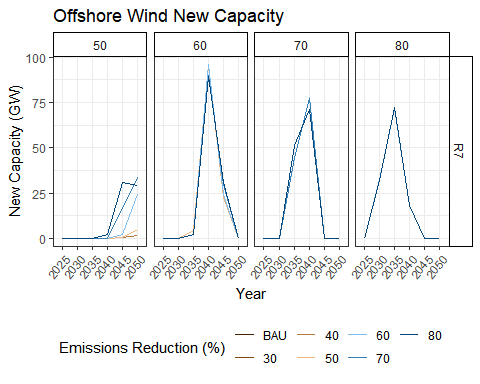 Offshore Wind New Capacity
50 60 70 80
100
75
50
25
0
New Capacity (GW)
R7
2025 2030 2035 2040 2045 2050 2025 2030 2035 2040 2045 2050 2025 2030 2035 2040 2045 2050 2025 2030 2035 2040 2045 2050
Year
Emissions Reduction (%)
BAU 40 60 80
30 50 70